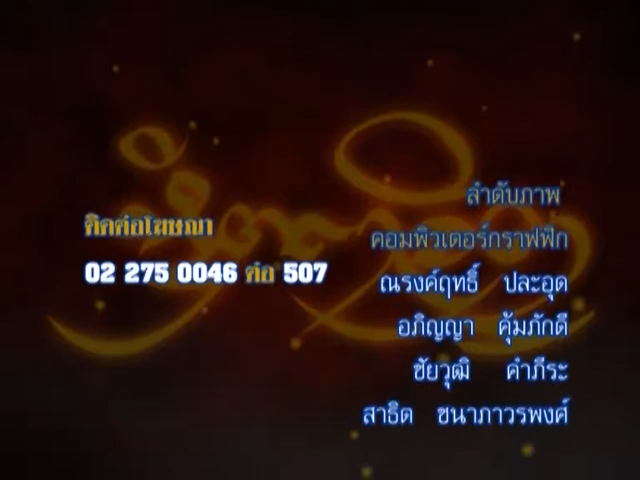 ติดต่อโฆษณา
02 275 0046 ต่อ 507
ลำดับภาพ
คอมพิวเตอร์กราฟฟิก
ณรงค์ฤทธิ์ ปละอุด
อภิญญา คุ้มภักดี
ชัยวุฒิ คำภีระ
สาธิต ชนาภาวรพงศ์